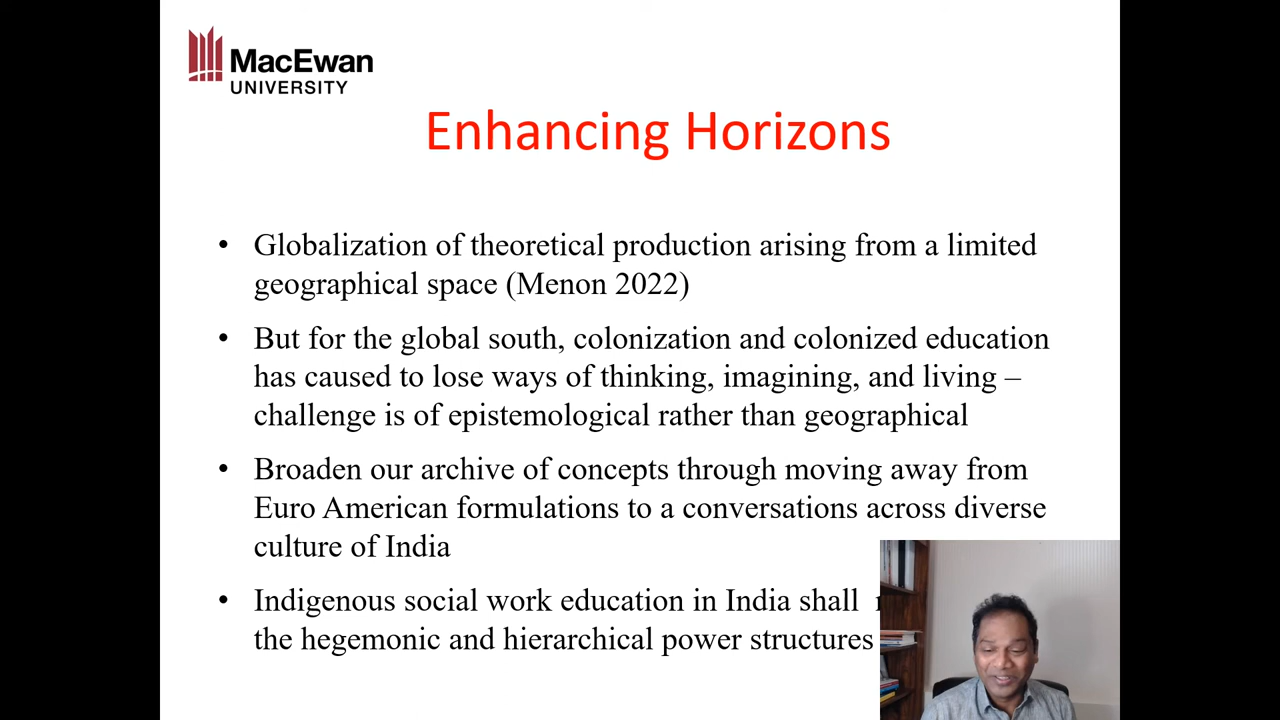 MacEwan
UNIVERSITY
Enhancing Horizons
• Globalization of theoretical production arising from a limited
geographical space (Menon 2022)
• But for the global south, colonization and colonized education
has caused to lose ways of thinking, imagining, and living –
challenge is of epistemological rather than geographical
• Broaden our archive of concepts through moving away from
Euro American formulations to a conversations across diverse
culture of India
• Indigenous social work education in India shall
the hegemonic and hierarchical power structures